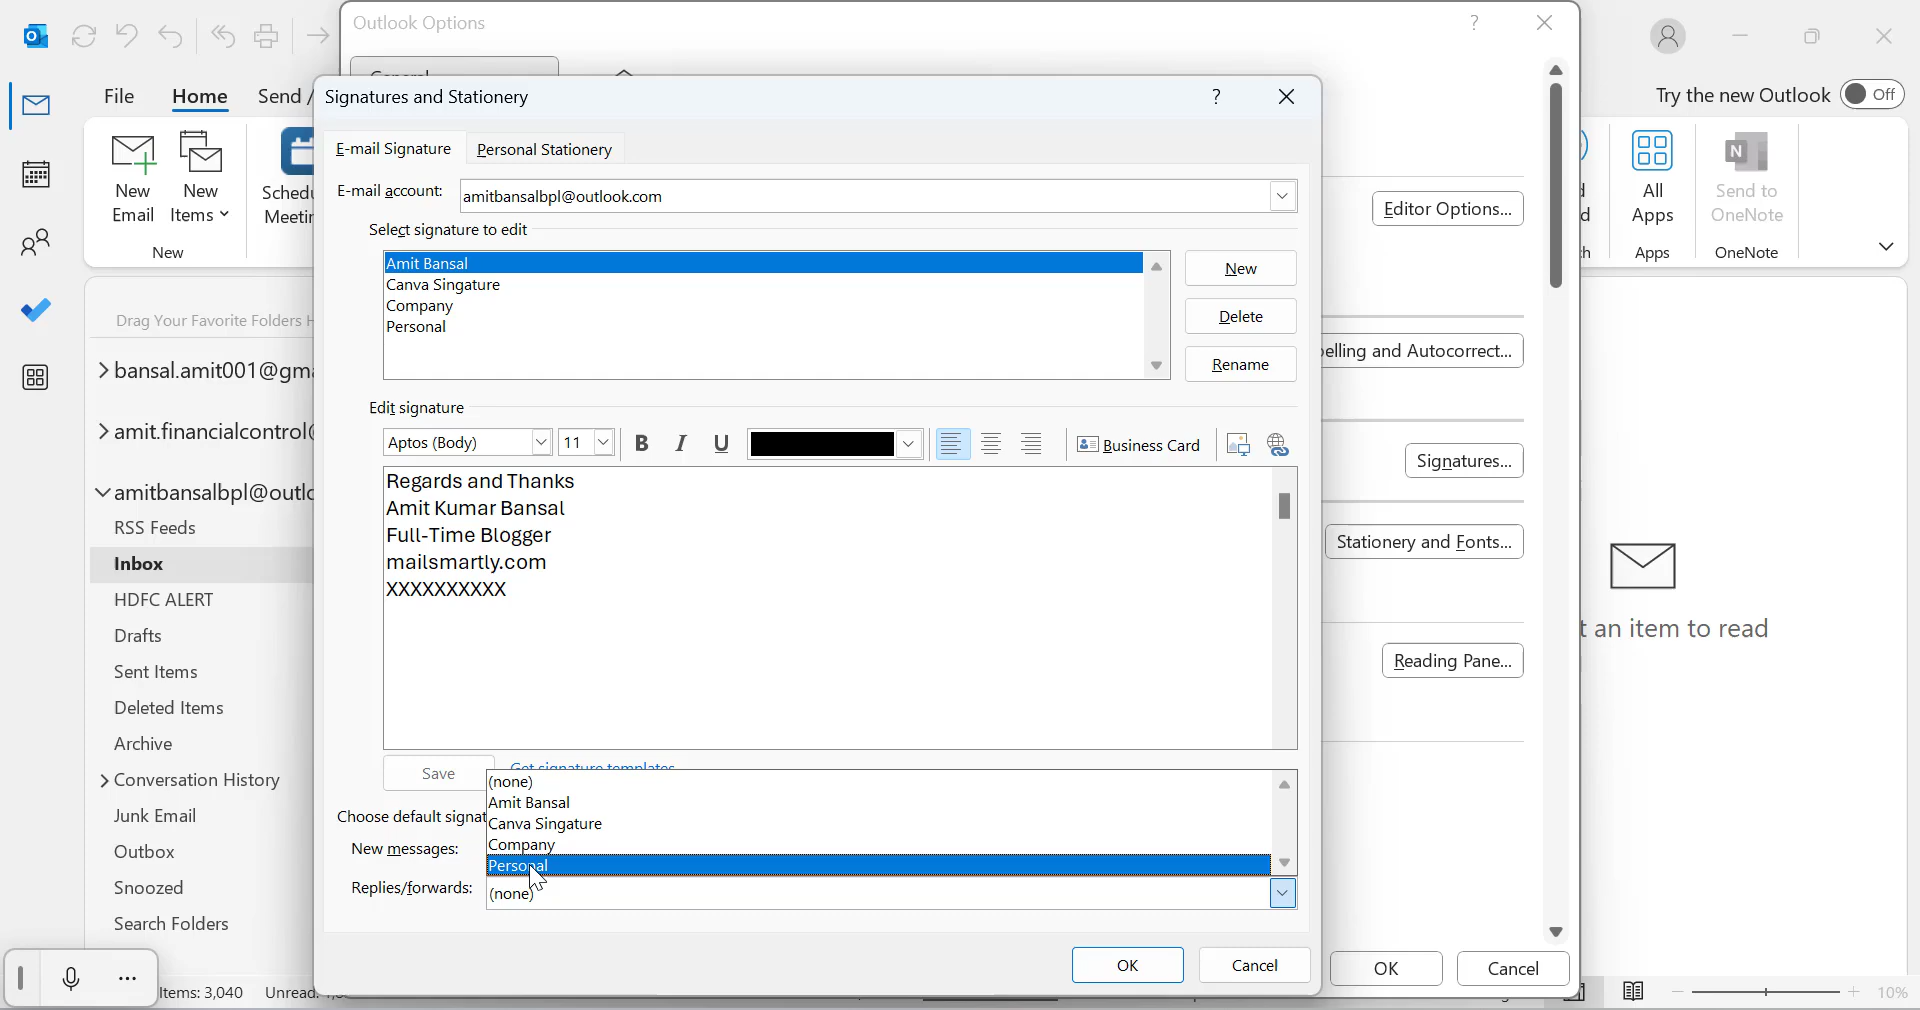 Outlook Options
?
Try the new Outlook
Off
File
Home
Send /
Signatures and Stationery
?
E-mail Signature
Personal Stationery
E-mail account:
amitbansalbpl@outlook.com
Editor Options...
New Email
New Items
New
All Apps
Apps
Send to OneNote
OneNote
Select signature to edit
Amit Bansal
Canva Singature
Company
Personal
New
Delete
Rename
Drag Your Favorite Folders
bansal.amit001@gm
amit.financialcontrol
amitbansalbpl@outl
RSS Feeds
Inbox
HDFC ALERT
Drafts
Sent Items
Deleted Items
Archive
Conversation History
Junk Email
Outbox
Snoozed
Search Folders
Edit signature
Aptos (Body)
11
B
I
U
Business Card
Regards and Thanks
Amit Kumar Bansal
Full-Time Blogger
mailsmartly.com
XXXXXXXXXX
Save
Get signature templates
Choose default signat
New messages:
(none)
Amit Bansal
Canva Singature
Company
Personal
Replies/forwards:
(none)
OK
Cancel
elling and Autocorrect...
Signatures...
Stationery and Fonts...
Reading Pane...
OK
Cancel
t an item to read
Items: 3,040
Unread:
10%